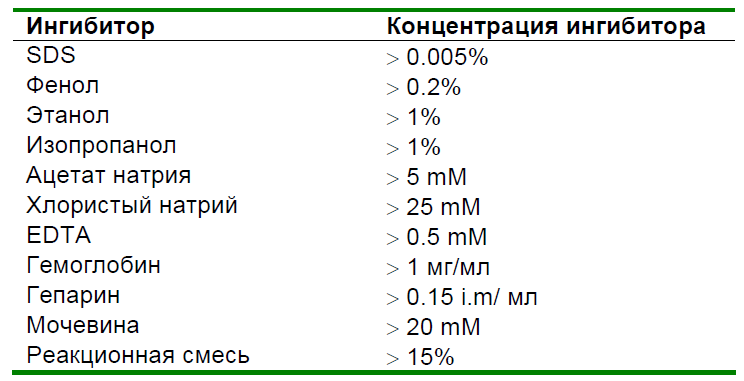 Ингибитор Концентрация ингибитора
SDS > 0.005%
Фенол > 0.2%
Этанол > 1%
Изопропанол > 1%
Ацетат натрия > 5 mM
Хлористый натрий > 25 mM
EDTA > 0.5 mM
Гемоглобин > 1 мг/мл
Гепарин > 0.15 i.m/ мл
Мочевина > 20 mM
Реакционная смесь > 15%